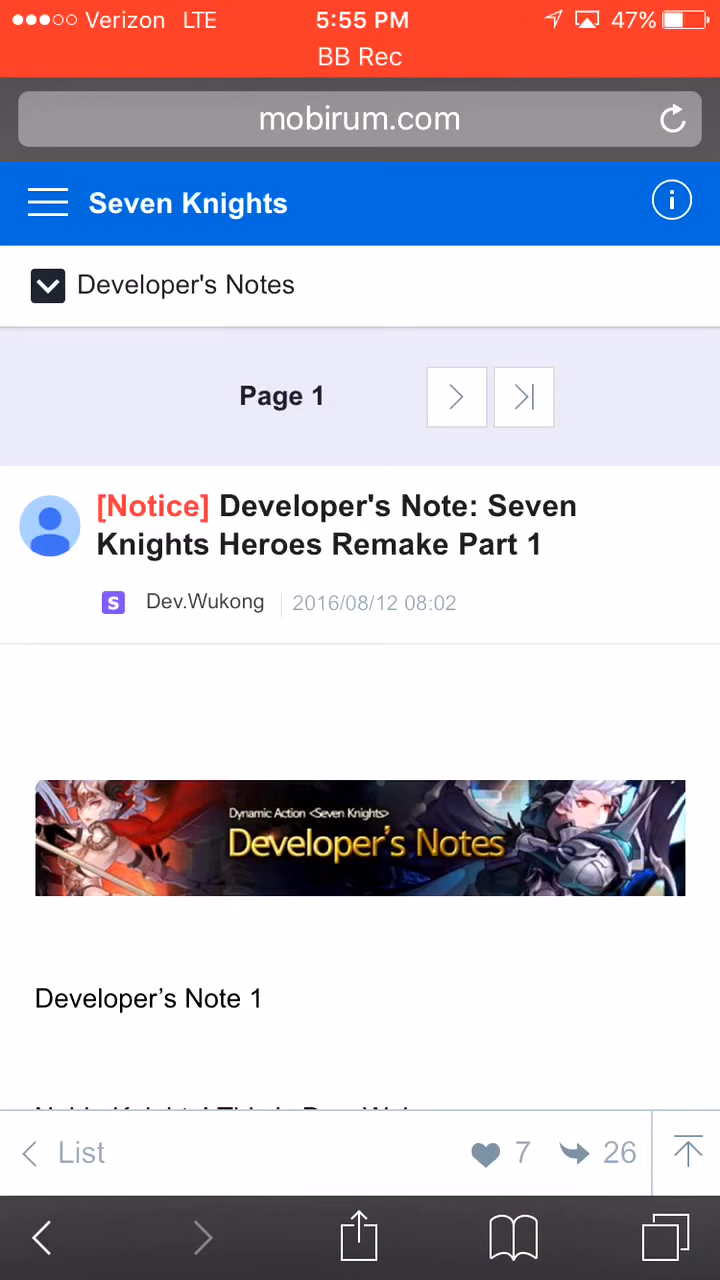 Verizon LTE 5:55 PM 47%
BB Rec
mobirum.com
Seven Knights
Developer's Notes
Page 1
[Notice] Developer's Note: Seven
Knights Heroes Remake Part 1
S Dev.Wukong 2016/08/12 08:02
Dynamic Action <Seven Knights>
Developer's Notes
Developer’s Note 1
List 7 26